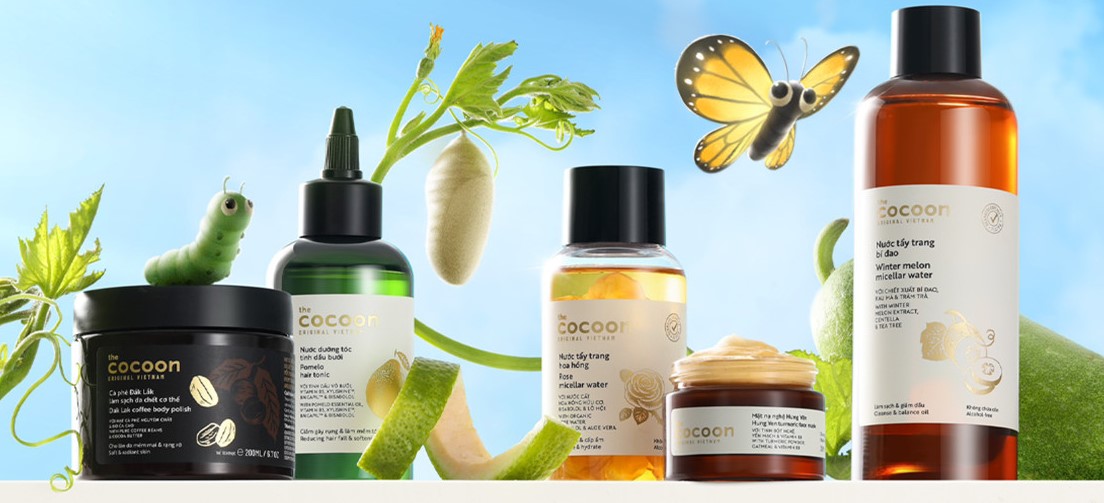 the
cocoon
ORIGINAL VIETNAM
Cà phê Đắk Lắk
làm sạch da chết cơ thể
Dak Lak coffee body polish
Cho làn da mềm mại & rạng rỡ
Soft & radiant skin
200ML / 6.7 OZ
the
cocoon
ORIGINAL VIETNAM
Nước dưỡng tóc
tinh dầu bưởi
Pomelo
hair tonic
the
cocoon
ORIGINAL VIETNAM
Nước tẩy trang
hoa hồng
Rose
micellar water
cocoon
ORIGINAL VIETNAM
Mặt nạ nghệ Hưng Yên
Hung Yen turmeric face mask
the
cocoon
ORIGINAL VIETNAM
Nước tẩy trang
bí đao
Winter melon
micellar water
VỚI CHIẾT XUẤT BÍ ĐAO,
RAU MÁ & TRÀM TRÀ
WITH WINTER
MELON EXTRACT,
CENTELLA
& TEA TREE
Làm sạch & giảm dầu
Cleanse & balance oil
Không chứa cồn
Alcohol free